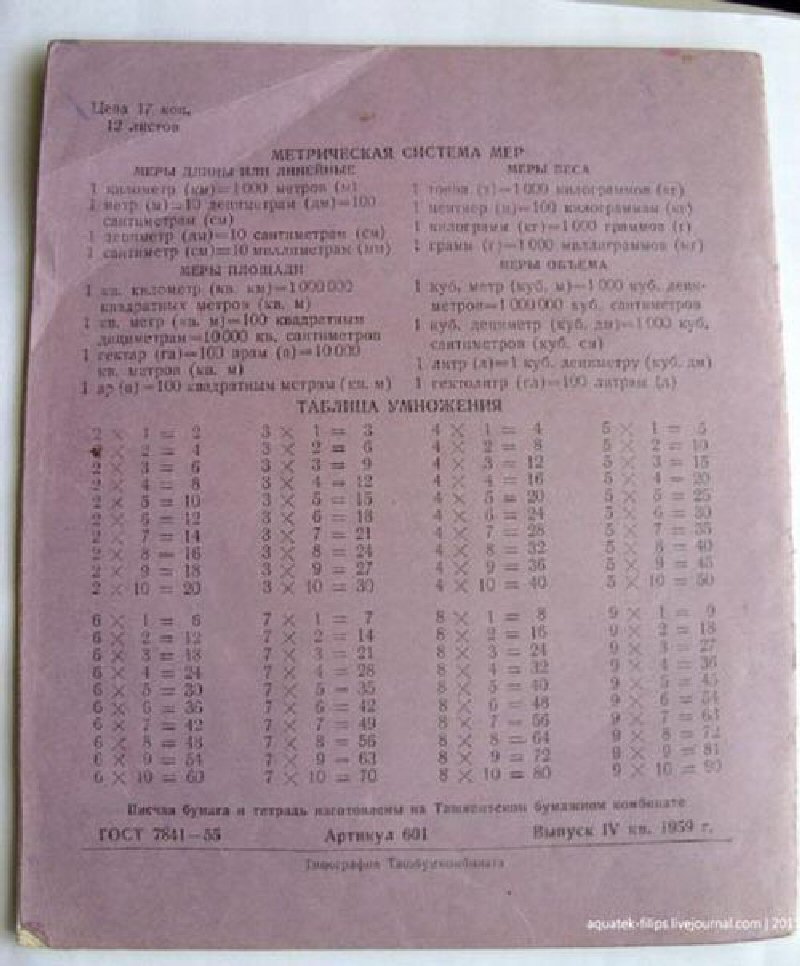 Цена 17 коп.
12 листов
МЕТРИЧЕСКАЯ СИСТЕМА МЕР
МЕРЫ ДЛИНЫ ИЛИ ЛИНЕЙНЫЕ
1 километр (км)=1000 метров (м)
1 метр (м)=10 дециметрам (дм)=100
сантиметрам (см)
1 дециметр (дм)=10 сантиметрам (см)
1 сантиметр (см)=10 миллиметрам (мм)
МЕРЫ ПЛОЩАДИ
1 кв. километр (кв. км)=1000000
квадратных метров (кв. м)
1 кв. метр (кв. м)=100 квадратным
дециметрам=10000 кв. сантиметров
1 гектар (га)=100 арам (а)=10000
кв. метров (кв. м)
1 ар (а)=100 квадратным метрам (кв. м)
МЕРЫ ВЕСА
1 тонна (т)=1000 килограммов (кг)
1 центнер (ц)=100 килограммам (кг)
1 килограмм (кг)=1000 граммов (г)
1 грамм (г)=1000 миллиграммов (мг)
МЕРЫ ОБЪЕМА
1 куб. метр (куб. м)=1000 куб. деци-
метров=1000000 куб. сантиметров
1 куб. дециметр (куб. дм)=1000 куб.
сантиметров (куб. см)
1 литр (л)=1 куб. дециметру (куб. дм)
1 гектолитр (гл)=100 литрам (л)
ТАБЛИЦА УМНОЖЕНИЯ
2 × 1 = 2 3 × 1 = 3 4 × 1 = 4 5 × 1 = 5
2 × 2 = 4 3 × 2 = 6 4 × 2 = 8 5 × 2 = 10
2 × 3 = 6 3 × 3 = 9 4 × 3 = 12 5 × 3 = 15
2 × 4 = 8 3 × 4 = 12 4 × 4 = 16 5 × 4 = 20
2 × 5 = 10 3 × 5 = 15 4 × 5 = 20 5 × 5 = 25
2 × 6 = 12 3 × 6 = 18 4 × 6 = 24 5 × 6 = 30
2 × 7 = 14 3 × 7 = 21 4 × 7 = 28 5 × 7 = 35
2 × 8 = 16 3 × 8 = 24 4 × 8 = 32 5 × 8 = 40
2 × 9 = 18 3 × 9 = 27 4 × 9 = 36 5 × 9 = 45
2 × 10 = 20 3 × 10 = 30 4 × 10 = 40 5 × 10 = 50
6 × 1 = 6 7 × 1 = 7 8 × 1 = 8 9 × 1 = 9
6 × 2 = 12 7 × 2 = 14 8 × 2 = 16 9 × 2 = 18
6 × 3 = 18 7 × 3 = 21 8 × 3 = 24 9 × 3 = 27
6 × 4 = 24 7 × 4 = 28 8 × 4 = 32 9 × 4 = 36
6 × 5 = 30 7 × 5 = 35 8 × 5 = 40 9 × 5 = 45
6 × 6 = 36 7 × 6 = 42 8 × 6 = 48 9 × 6 = 54
6 × 7 = 42 7 × 7 = 49 8 × 7 = 56 9 × 7 = 63
6 × 8 = 48 7 × 8 = 56 8 × 8 = 64 9 × 8 = 72
6 × 9 = 54 7 × 9 = 63 8 × 9 = 72 9 × 9 = 81
6 × 10 = 60 7 × 10 = 70 8 × 10 = 80 9 × 10 = 90
Писчая бумага и тетрадь изготовлены на Ташкентском бумажном комбинате
ГОСТ 7841—55 Артикул 601 Выпуск IV кв. 1959 г.
Типография Ташбумкомбината
aquatek-filips.livejournal.com | 201